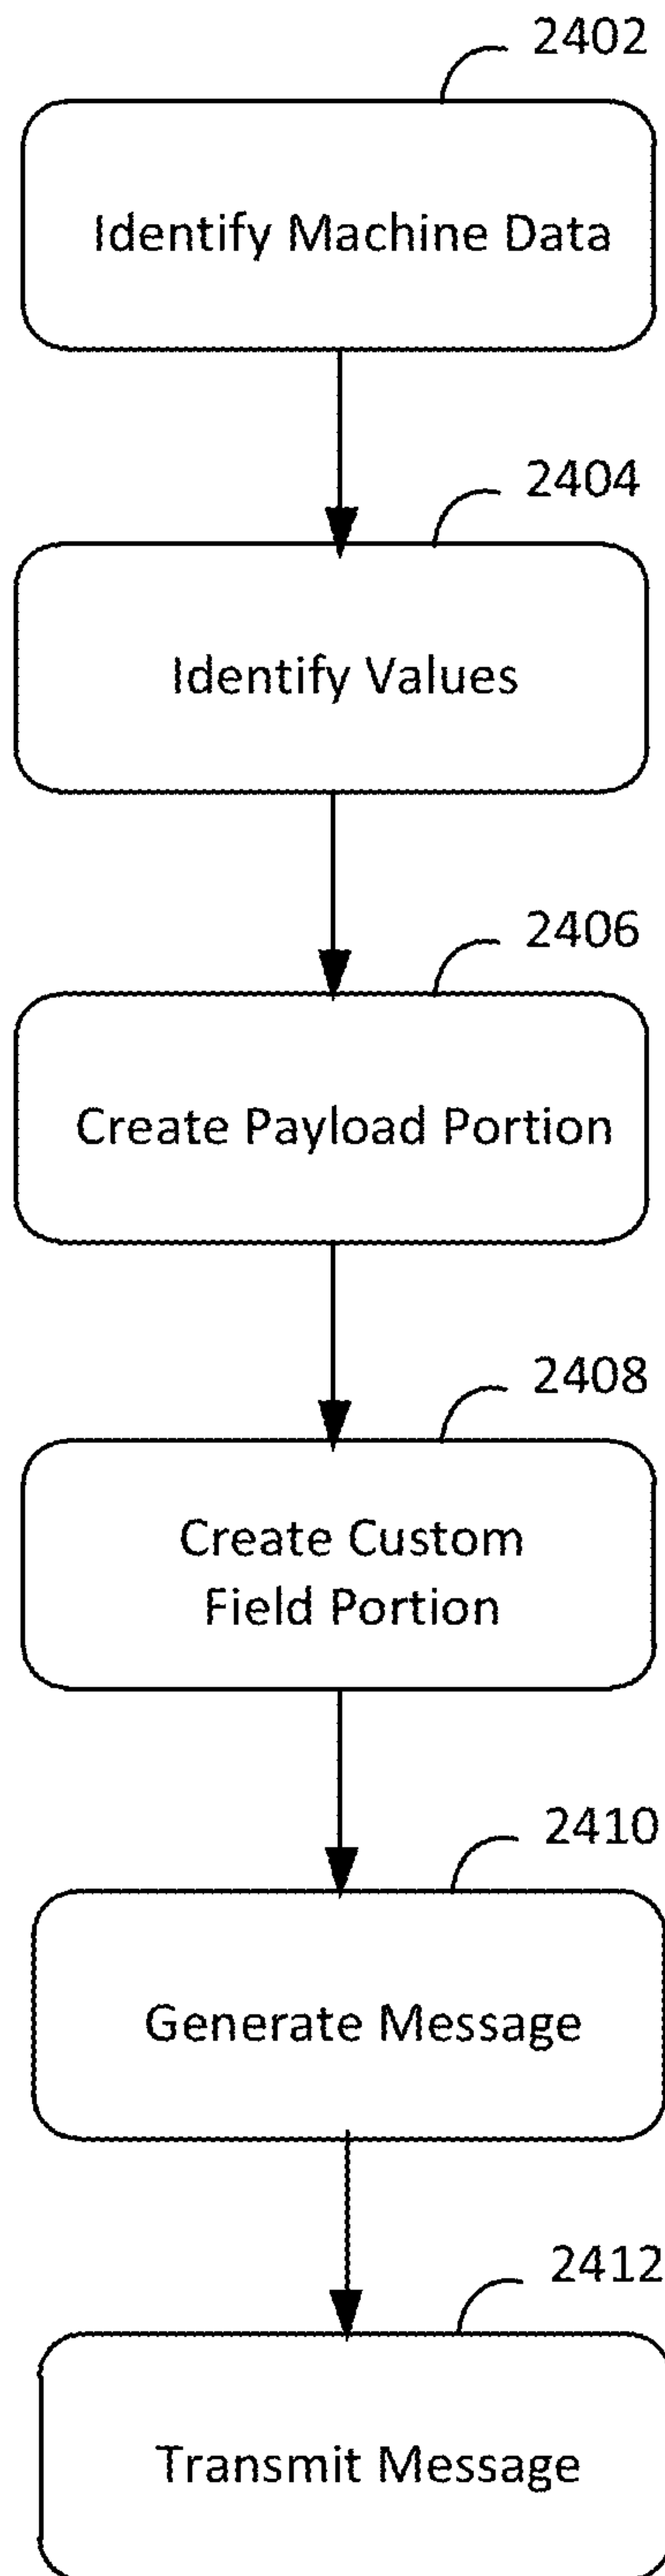 2402
Identify Machine Data
2404
Identify Values
2406
Create Payload Portion
2408
Create Custom
Field Portion
2410
Generate Message
2412
Transmit Message